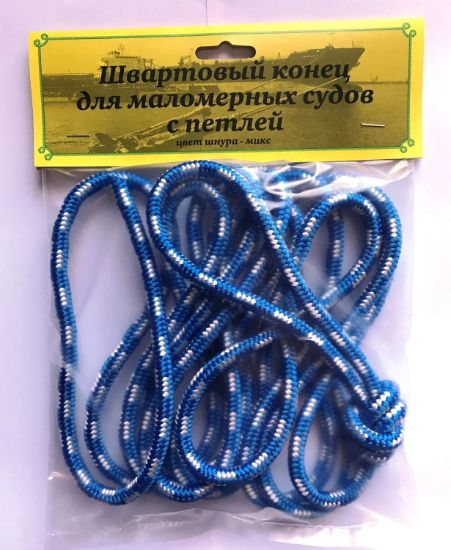 Швартовый конец
для маломерных судов
с петлей
цвет шнура - микс